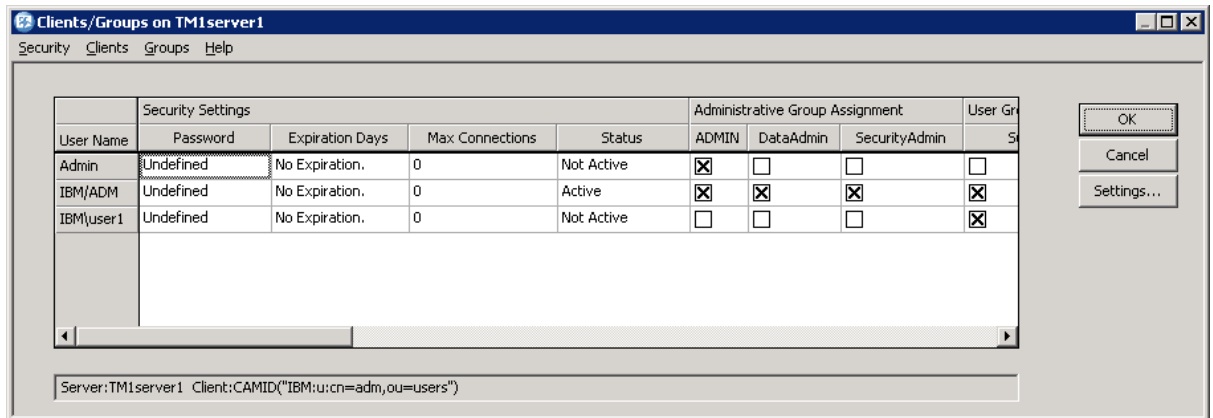 Clients/Groups on TM1server1
Security Clients Groups Help
Security Settings Administrative Group Assignment User Gr
User Name Password Expiration Days Max Connections Status ADMIN DataAdmin SecurityAdmin
Admin Undefined No Expiration. 0 Not Active
IBM/ADM Undefined No Expiration. 0 Active
IBM\user1 Undefined No Expiration. 0 Not Active
OK
Cancel
Settings...
Server:TM1server1 Client:CAMID("IBM:u:cn=adm,ou=users")